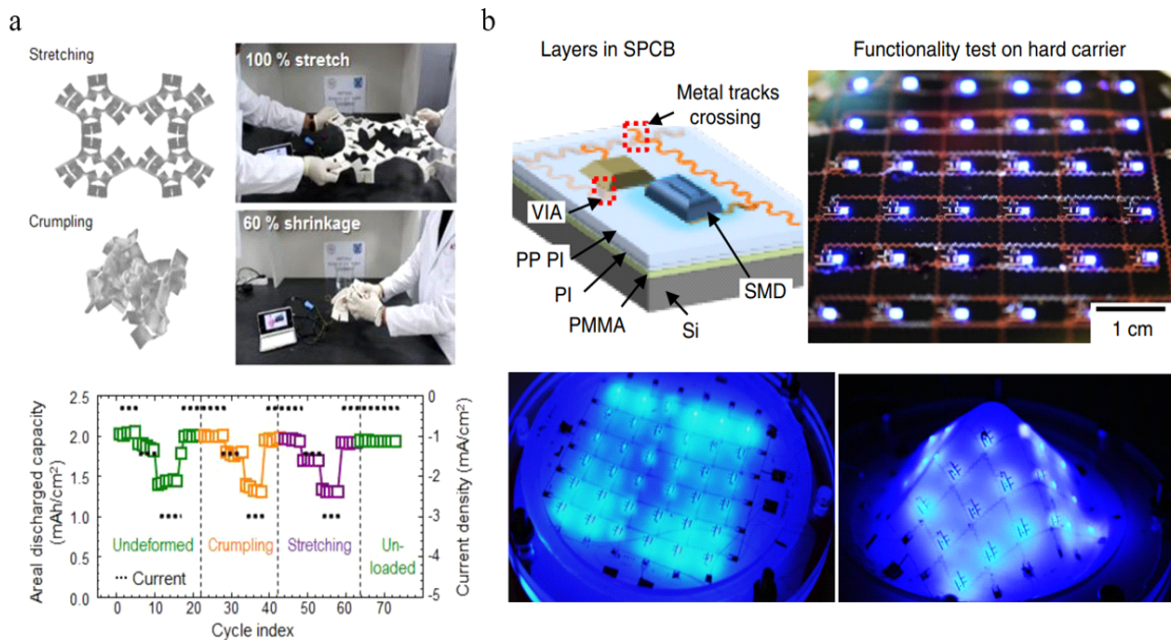 a
Stretching
100 % stretch
Crumpling
60 % shrinkage
Areal discharged capacity
(mAh/cm²)
2.5
2.0
1.5
1.0
0.5
0.0
0
-1
-2
-3
-4
-5
Current density (mA/cm²)
Undeformed
Crumpling
Stretching
Un-
loaded
Current
0 10 20 30 40 50 60 70
Cycle index
b
Layers in SPCB
Metal tracks
crossing
VIA
PP PI
PI
PMMA
Si
SMD
Functionality test on hard carrier
1 cm